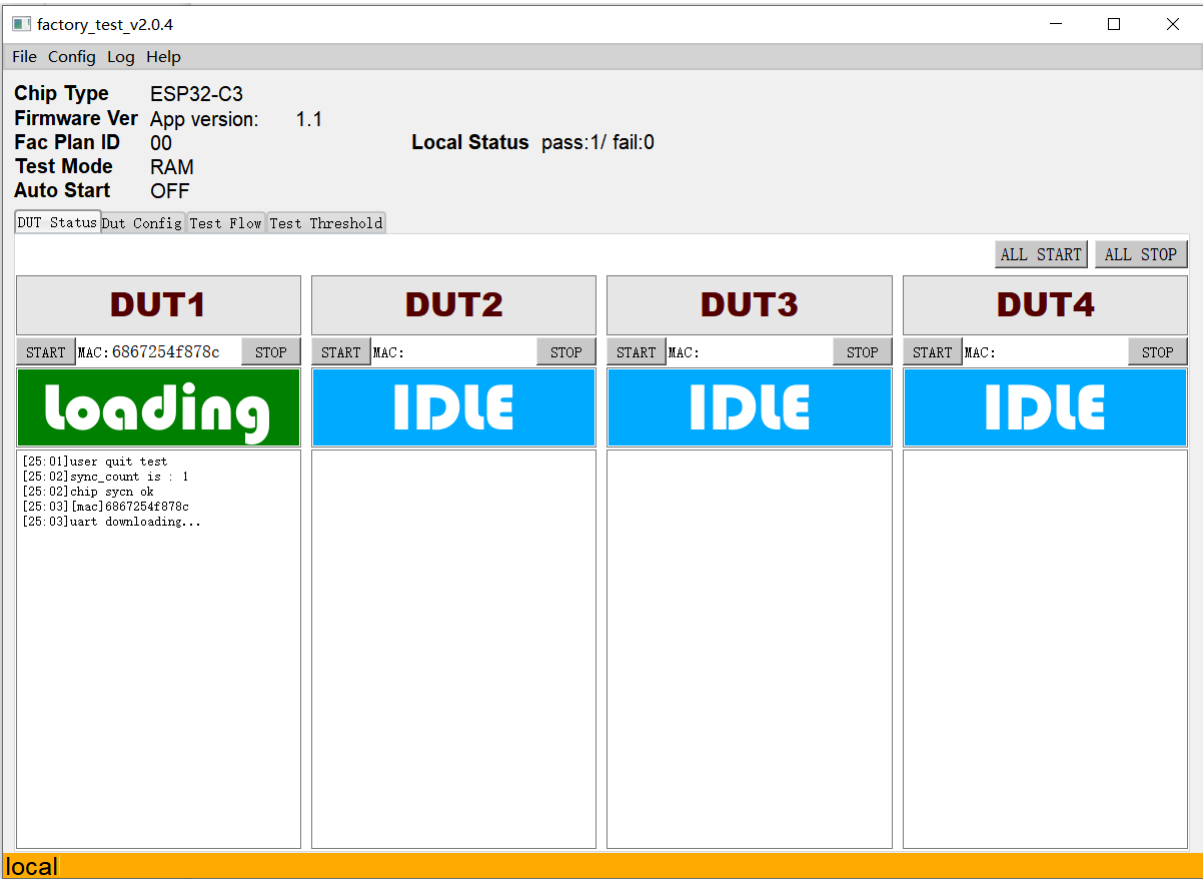 factory_test_v2.0.4
File Config Log Help
Chip Type ESP32-C3
Firmware Ver App version: 1.1
Fac Plan ID 00 Local Status pass:1/ fail:0
Test Mode RAM
Auto Start OFF
DUT Status Dut Config Test Flow Test Threshold
ALL START ALL STOP
DUT1 DUT2 DUT3 DUT4
START MAC:6867254f878c STOP START MAC: STOP START MAC: STOP START MAC: STOP
Loading IDLE IDLE IDLE
[25:01]user quit test
[25:02]sync_count is : 1
[25:02]chip sycn ok
[25:03][mac]6867254f878c
[25:03]uart downloading...
local